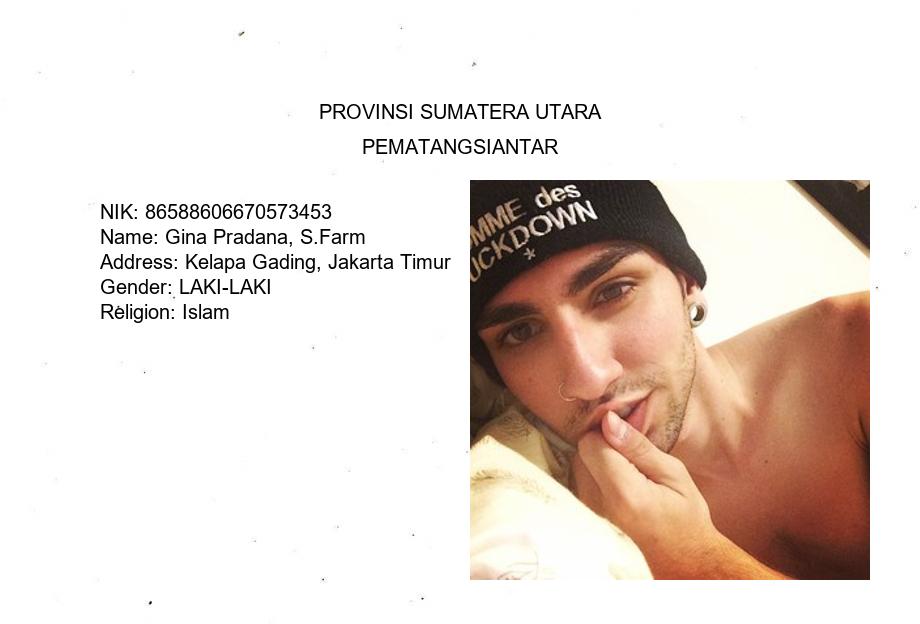 PROVINSI SUMATERA UTARA
PEMATANGSIANTAR
NIK: 86588606670573453
Name: Gina Pradana, S.Farm
Address: Kelapa Gading, Jakarta Timur
Gender: LAKI-LAKI
Religion: Islam
MME des
UCKDOWN